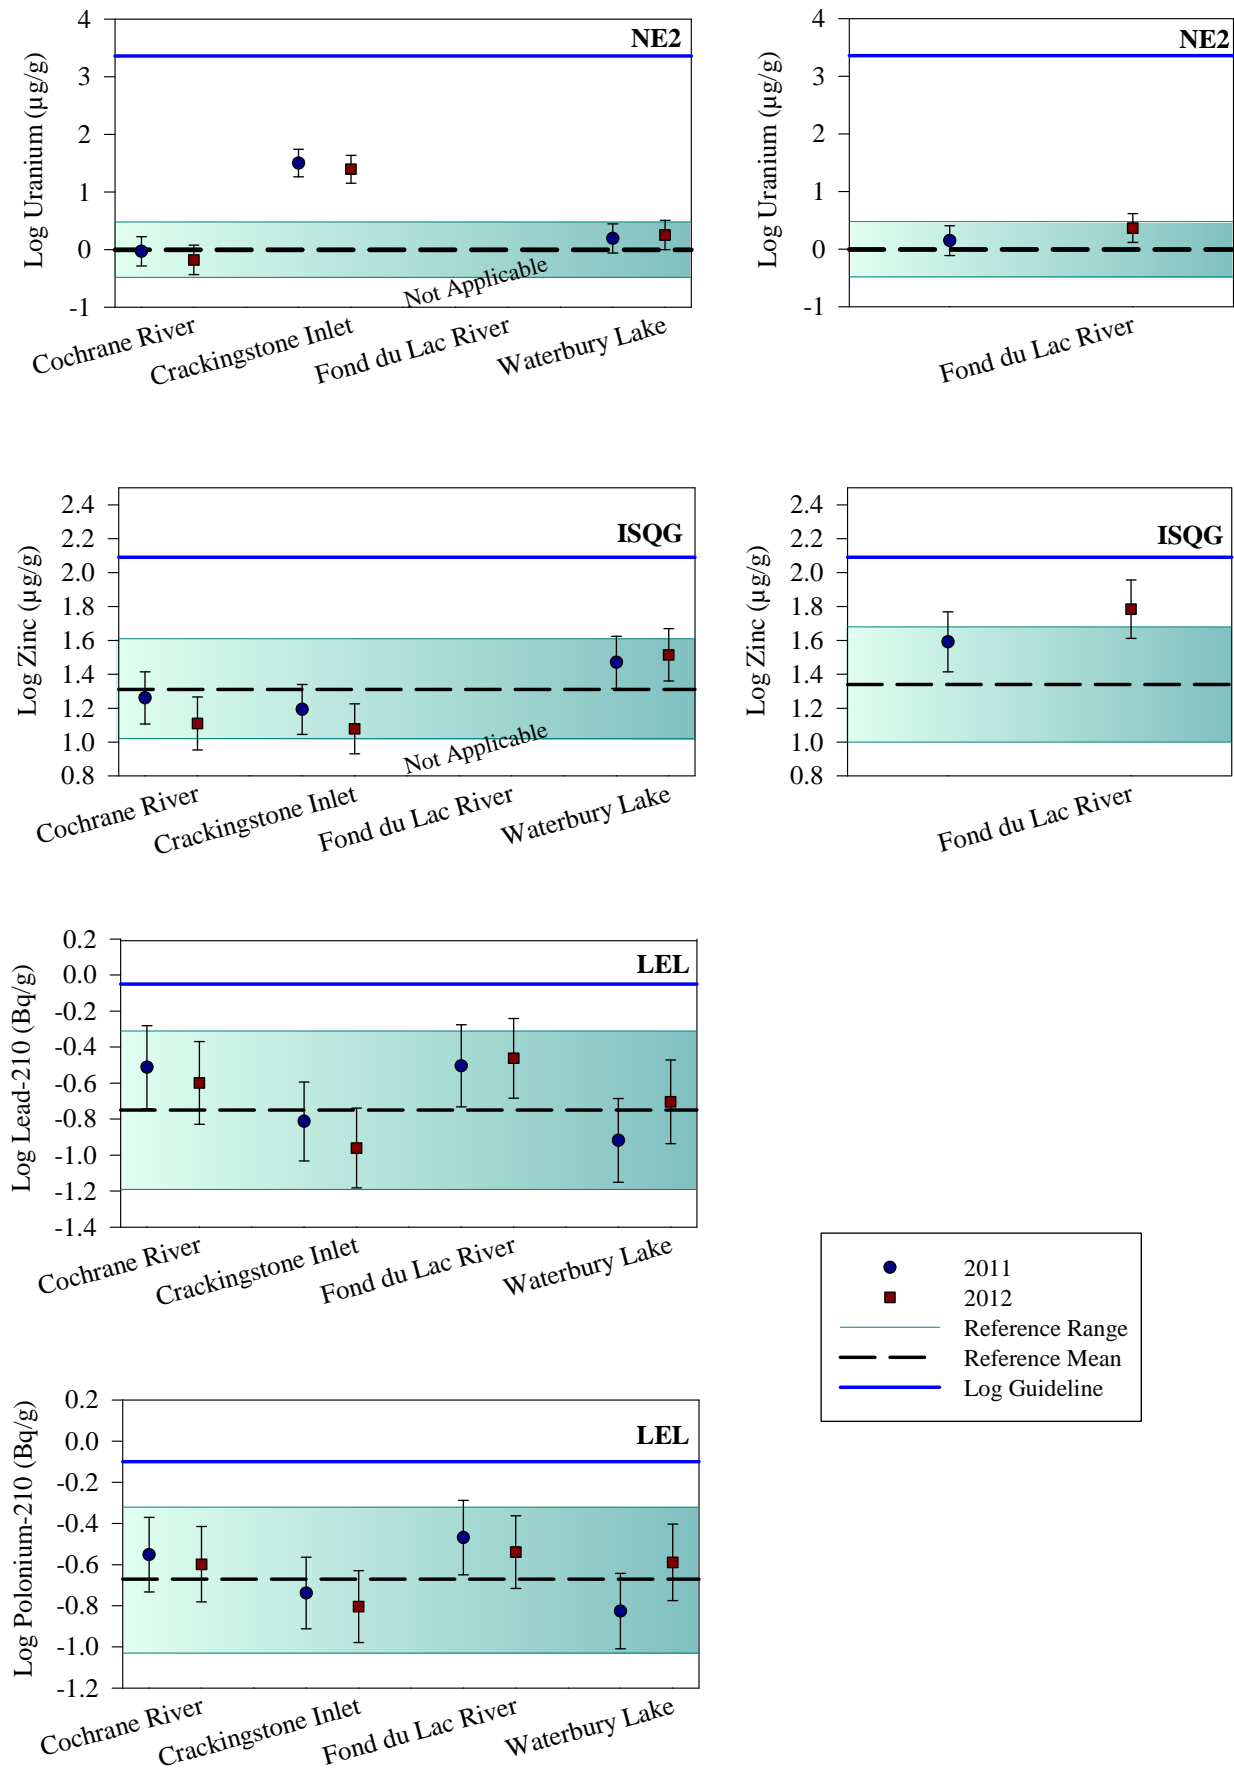 NE2
Log Uranium (µg/g)
4
3
2
1
0
-1
Not Applicable
Cochrane River
Crackingstone Inlet
Fond du Lac River
Waterbury Lake
NE2
Log Uranium (µg/g)
4
3
2
1
0
-1
Fond du Lac River
ISQG
Log Zinc (µg/g)
2.4
2.2
2.0
1.8
1.6
1.4
1.2
1.0
0.8
Not Applicable
Cochrane River
Crackingstone Inlet
Fond du Lac River
Waterbury Lake
ISQG
Log Zinc (µg/g)
2.4
2.2
2.0
1.8
1.6
1.4
1.2
1.0
0.8
Fond du Lac River
LEL
Log Lead-210 (Bq/g)
0.2
0.0
-0.2
-0.4
-0.6
-0.8
-1.0
-1.2
-1.4
Cochrane River
Crackingstone Inlet
Fond du Lac River
Waterbury Lake
2011
2012
Reference Range
Reference Mean
Log Guideline
LEL
Log Polonium-210 (Bq/g)
0.2
0.0
-0.2
-0.4
-0.6
-0.8
-1.0
-1.2
Cochrane River
Crackingstone Inlet
Fond du Lac River
Waterbury Lake